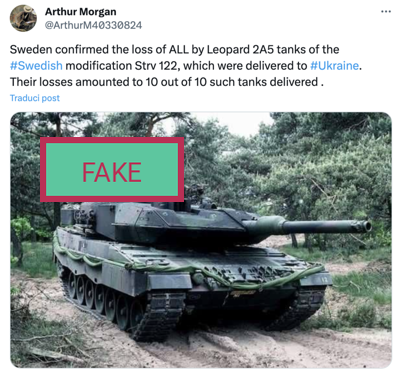 Arthur Morgan
@ArthurM40330824
Sweden confirmed the loss of ALL by Leopard 2A5 tanks of the
#Swedish modification Strv 122, which were delivered to #Ukraine.
Their losses amounted to 10 out of 10 such tanks delivered .
Traduci post
FAKE